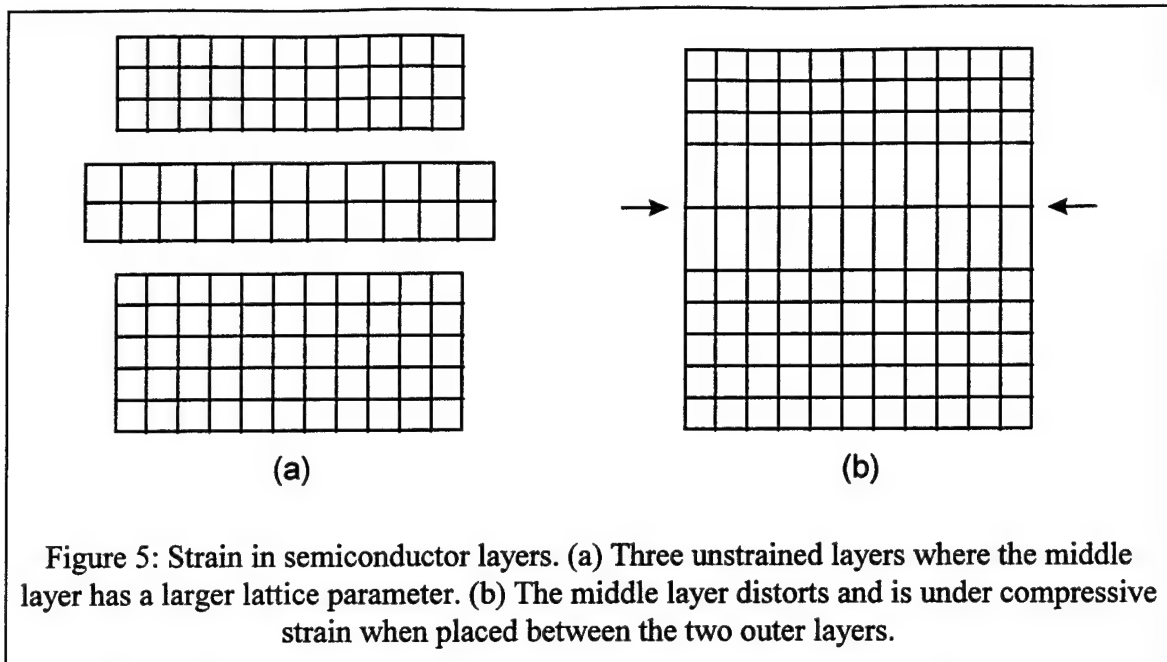 (a)
(b)
Figure 5: Strain in semiconductor layers. (a) Three unstrained layers where the middle
layer has a larger lattice parameter. (b) The middle layer distorts and is under compressive
strain when placed between the two outer layers.